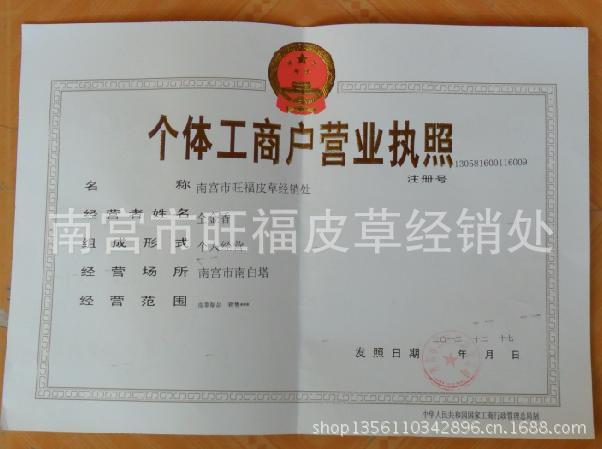 个体工商户营业执照
130581600116009
注册号
名称 南宫市旺福皮草经销处
经营者姓名
组成形式 个人经营
南宫市旺福皮草经销处
经营场所 南宫市南白塔
经营范围 销售***
二〇一二 十二 十七
发照日期 年 月 日
中华人民共和国国家工商行政管理总局制
shop1356110342896.cn.1688.com